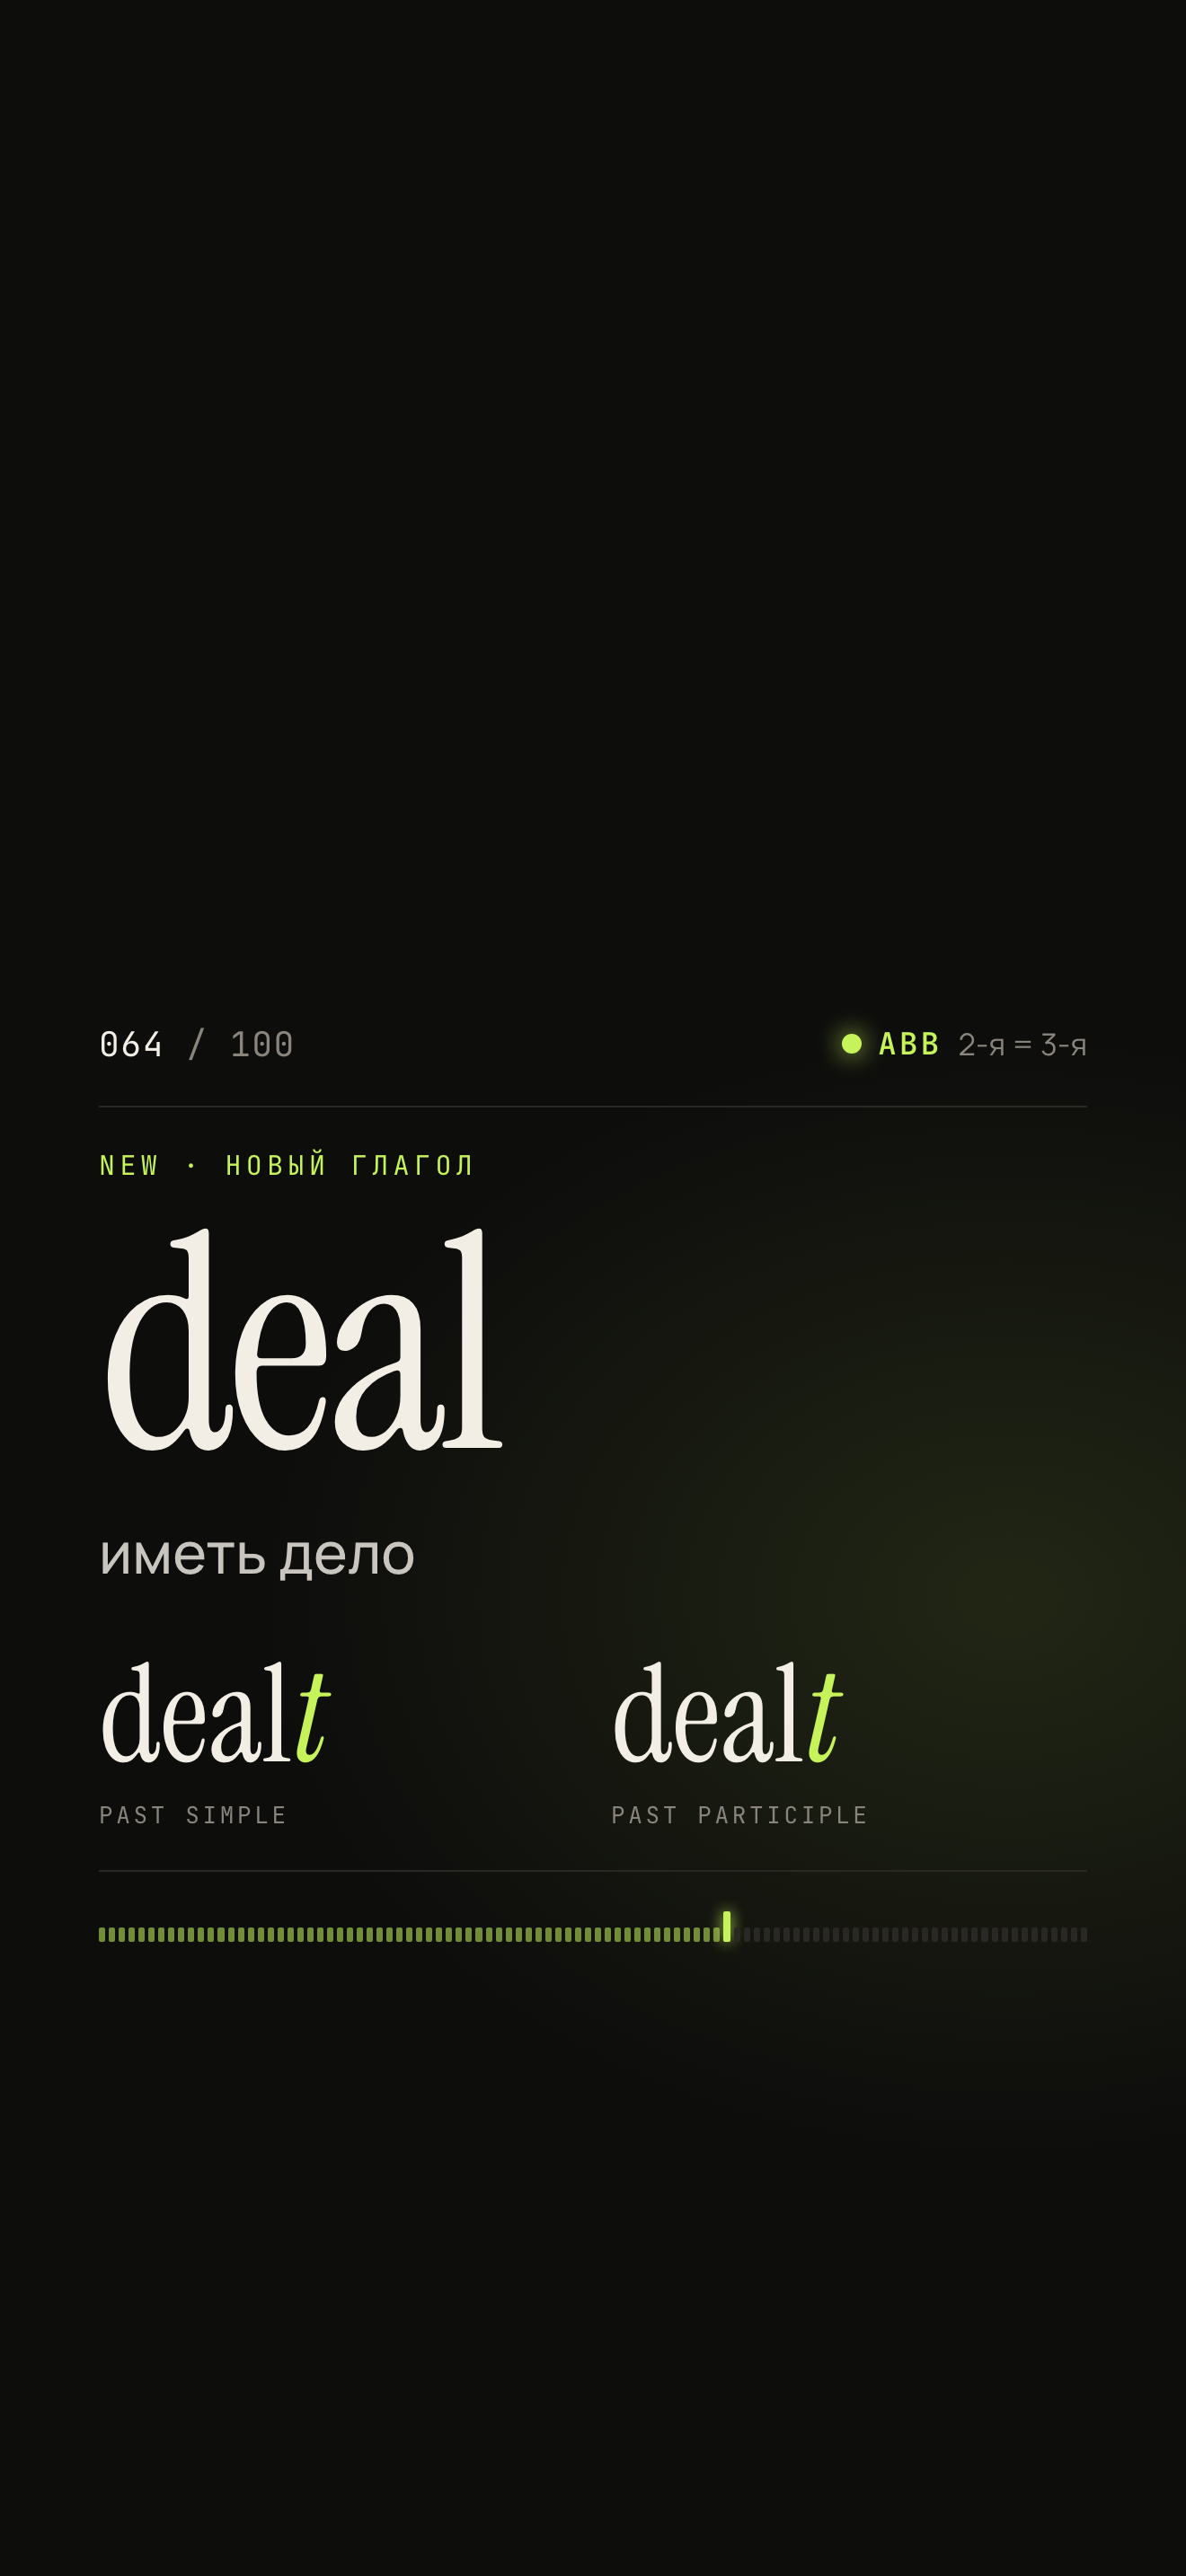 064 / 100
ABB 2-я = 3-я
NEW · НОВЫЙ ГЛАГОЛ
deal
иметь дело
dealt
dealt
PAST SIMPLE
PAST PARTICIPLE